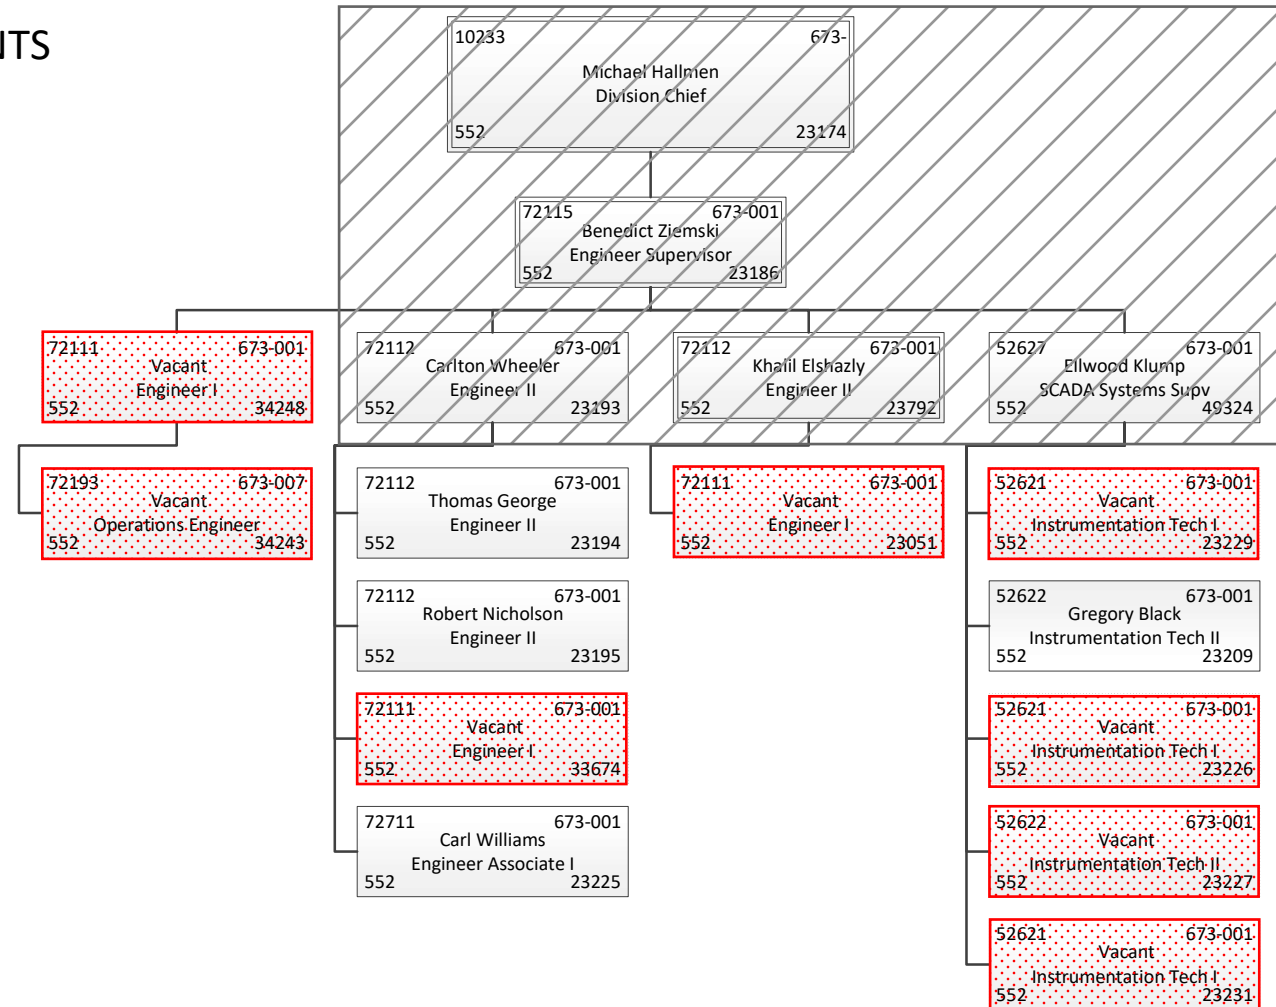 NTS
10233 673-
Michael Hallmen
Division Chief
552 23174
72115 673-001
Benedict Ziemski
Engineer Supervisor
552 23186
72111 673-001
Vacant
Engineer I
552 34248
72112 673-001
Carlton Wheeler
Engineer II
552 23193
72112 673-001
Khalil Elshazly
Engineer II
552 23792
52627 673-001
Ellwood Klump
SCADA Systems Supv
552 49324
72193 673-007
Vacant
Operations Engineer
552 34243
72112 673-001
Thomas George
Engineer II
552 23194
72111 673-001
Vacant
Engineer I
552 23051
52621 673-001
Vacant
Instrumentation Tech I
552 23229
72112 673-001
Robert Nicholson
Engineer II
552 23195
52622 673-001
Gregory Black
Instrumentation Tech II
552 23209
72111 673-001
Vacant
Engineer I
552 33674
52621 673-001
Vacant
Instrumentation Tech I
552 23226
72711 673-001
Carl Williams
Engineer Associate I
552 23225
52622 673-001
Vacant
Instrumentation Tech II
552 23227
52621 673-001
Vacant
Instrumentation Tech I
552 23231